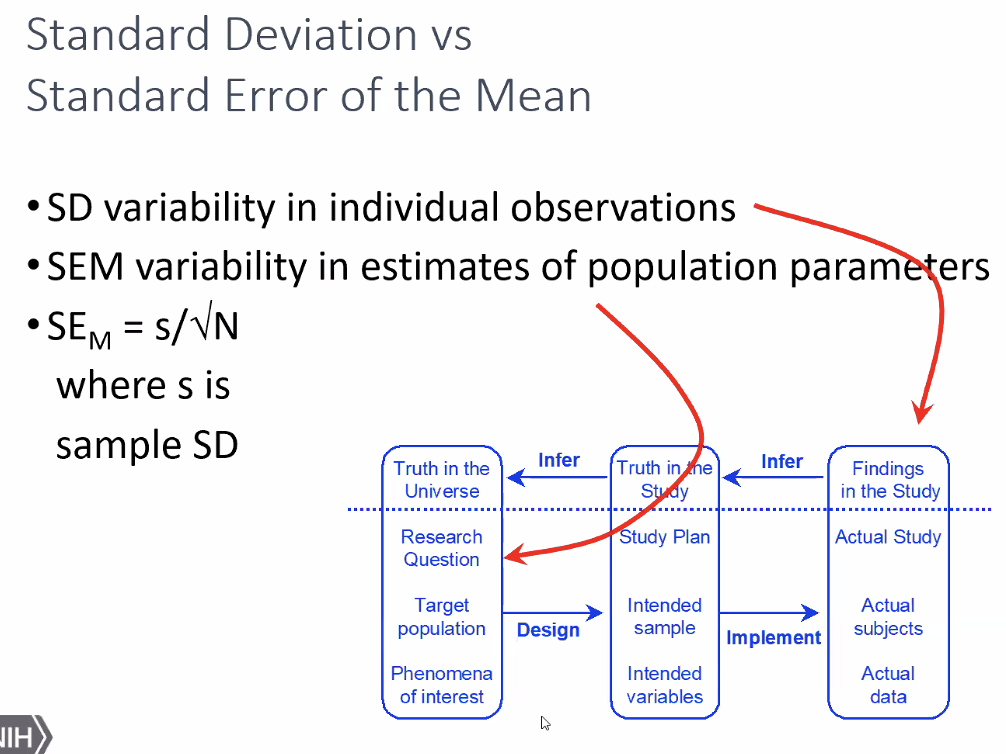 Standard Deviation vs
Standard Error of the Mean
•SD variability in individual observations
•SEM variability in estimates of population parameters
•SEM = s/√N
where s is
sample SD
Truth in the
Universe
Research
Question
Target
population
Phenomena
of interest
Infer
Design
Truth in the
Study
Study Plan
Intended
sample
Intended
variables
Infer
Implement
Findings
in the Study
Actual Study
Actual
subjects
Actual
data
NIH